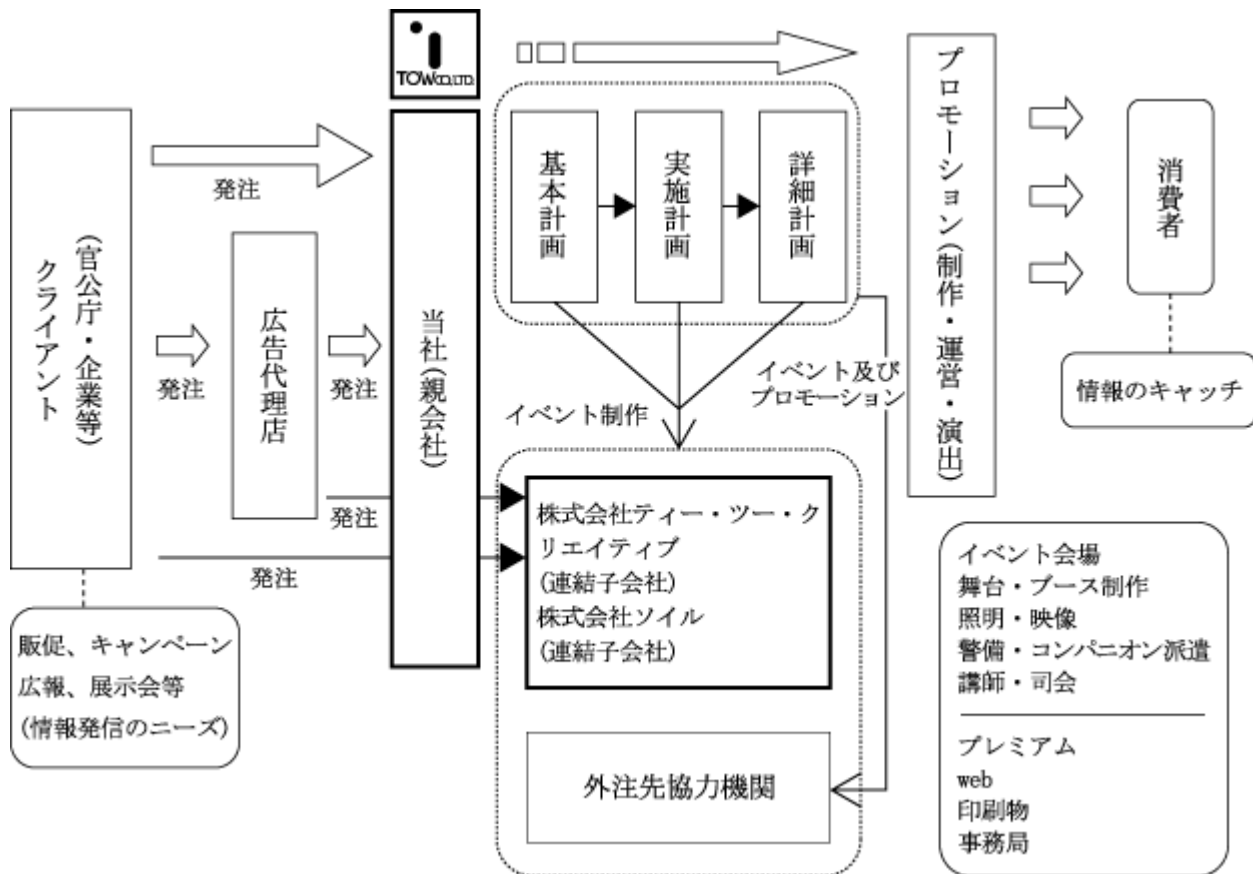 TOWCO.,LTD.
クライアント
(官公庁・企業等)
発注
発注
広告代理店
発注
発注
発注
当社(親会社)
基本計画
実施計画
詳細計画
プロモーション(制作・運営・演出)
消費者
情報のキャッチ
イベント制作
イベント及び
プロモーション
株式会社ティー・ツー・ク
リエイティブ
(連結子会社)
株式会社ソイル
(連結子会社)
外注先協力機関
販促、キャンペーン
広報、展示会等
(情報発信のニーズ)
イベント会場
舞台・ブース制作
照明・映像
警備・コンパニオン派遣
講師・司会
プレミアム
web
印刷物
事務局